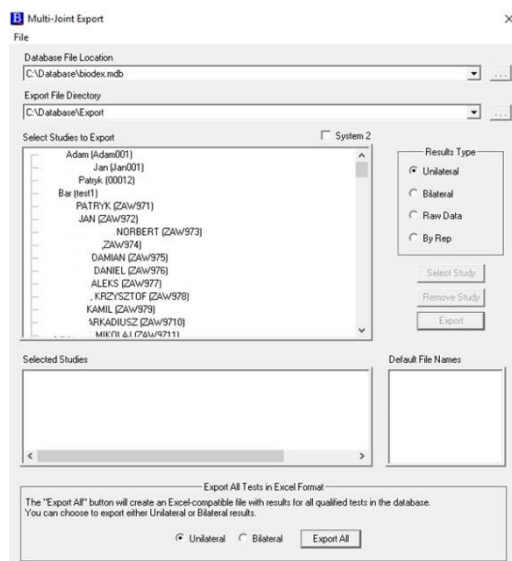 B Multi-Joint Export
File
Database File Location
C:\Database\biodex.mdb
...
Export File Directory
C:\Database\Export
...
Select Studies to Export
System 2
Adam (Adam001)
Jan (Jan001)
Patryk (00012)
Bar (test1)
PATRYK (ZAW971)
JAN (ZAW972)
. NORBERT (ZAW973)
ZAW974)
DAMIAN (ZAW975)
DANIEL (ZAW976)
ALEKS (ZAW977)
, KRZYSZTOF (ZAW978)
KAMIL (ZAW979)
ARKADIUSZ (ZAW9710)
MIKOLAJ (ZAW9711)
Results Type
Unilateral
Bilateral
Raw Data
By Rep
Select Study
Remove Study
Export
Selected Studies
Default File Names
Export All Tests in Excel Format
The "Export All" button will create an Excel-compatible file with results for all qualified tests in the database.
You can choose to export either Unilateral or Bilateral results.
Unilateral Bilateral Export All